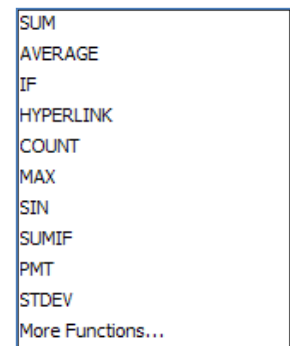 SUM
AVERAGE
IF
HYPERLINK
COUNT
MAX
SIN
SUMIF
PMT
STDEV
More Functions...